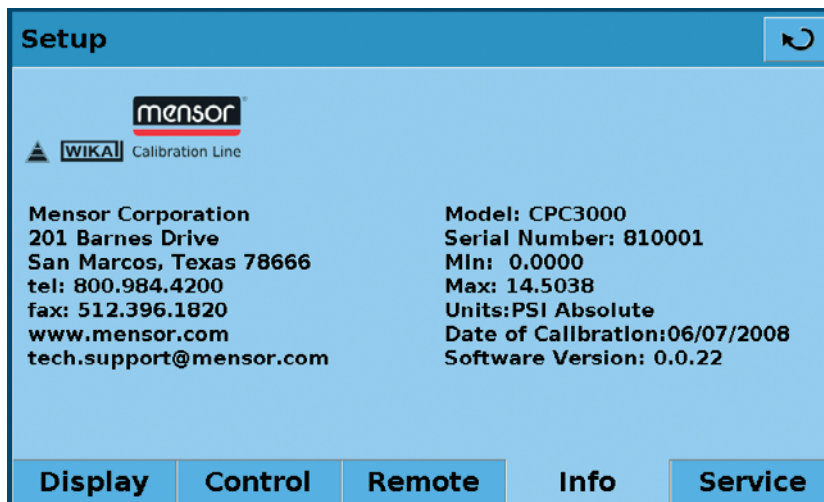 Setup
mensor
WIKAI Calibration Line
Mensor Corporation
201 Barnes Drive
San Marcos, Texas 78666
tel: 800.984.4200
fax: 512.396.1820
www.mensor.com
tech.support@mensor.com
Model: CPC3000
Serial Number: 810001
Min: 0.0000
Max: 14.5038
Units:PSI Absolute
Date of Calibration:06/07/2008
Software Version: 0.0.22
Display Control Remote Info Service